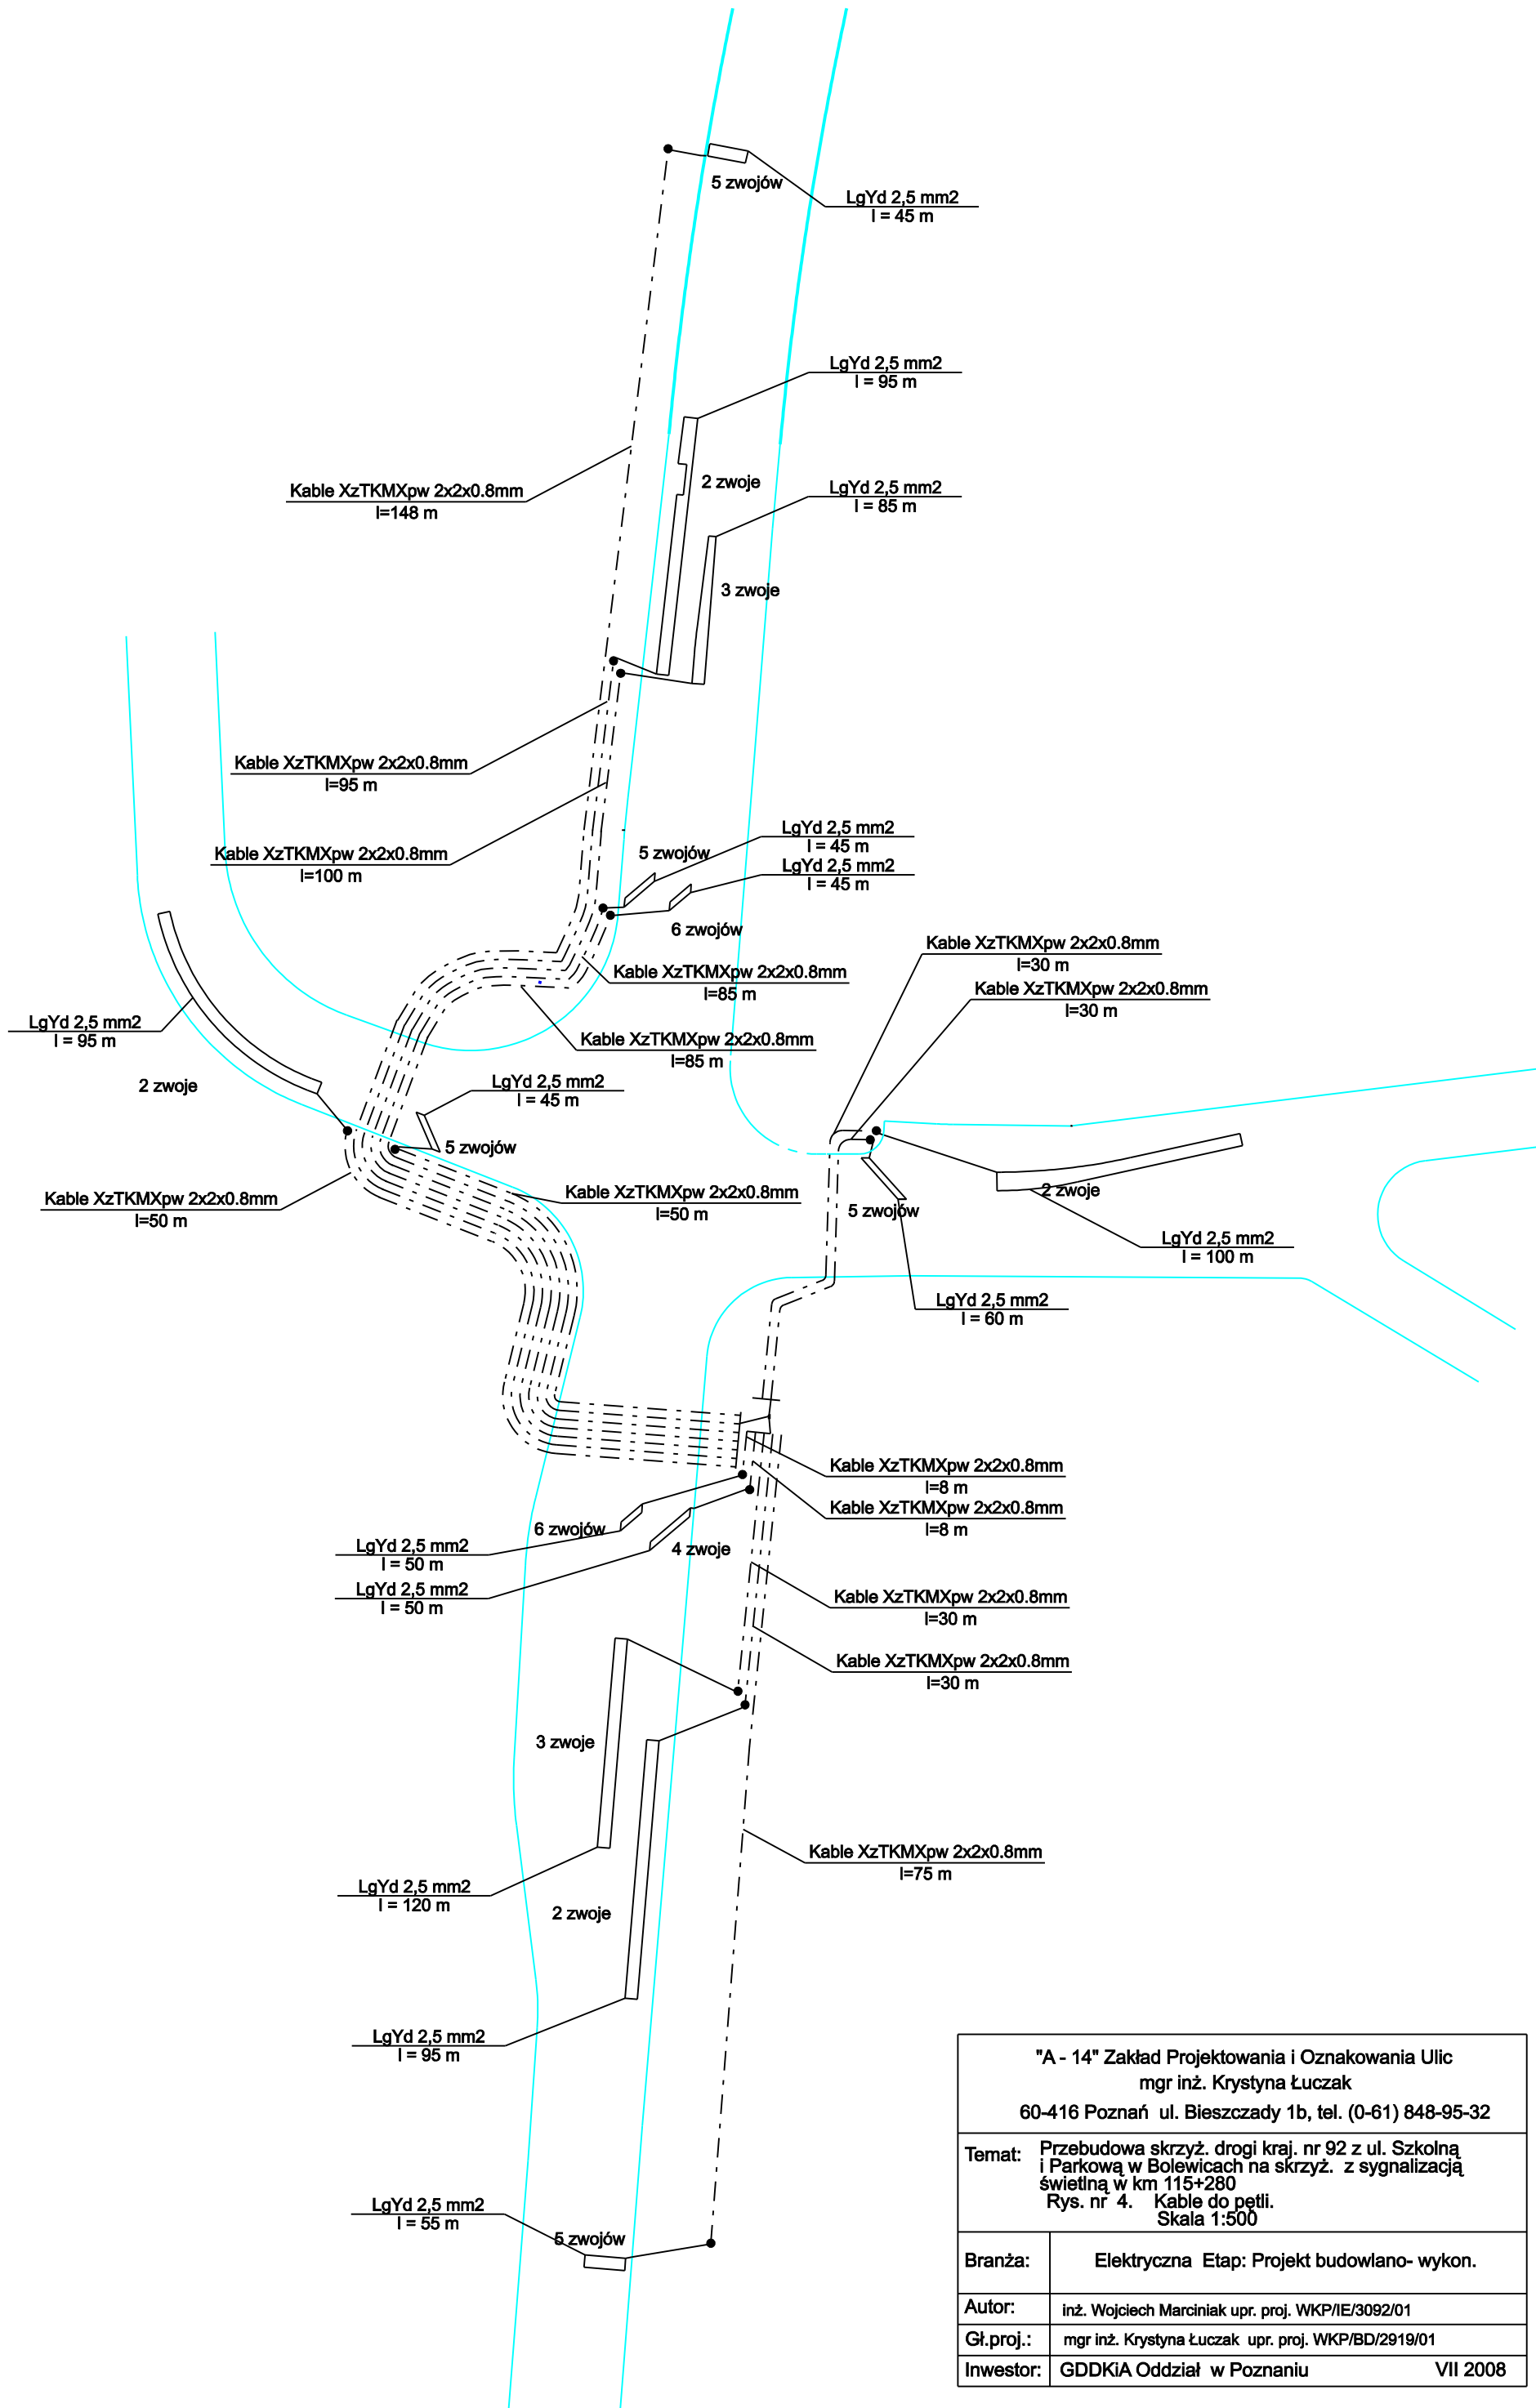 5 zwojów
LgYd 2,5 mm2
l = 45 m
LgYd 2,5 mm2
l = 95 m
2 zwoje
LgYd 2,5 mm2
l = 85 m
Kable XzTKMXpw 2x2x0.8mm
l=148 m
3 zwoje
Kable XzTKMXpw 2x2x0.8mm
l=95 m
Kable XzTKMXpw 2x2x0.8mm
l=100 m
LgYd 2,5 mm2
l = 45 m
5 zwojów
LgYd 2,5 mm2
l = 45 m
6 zwojów
Kable XzTKMXpw 2x2x0.8mm
l=30 m
Kable XzTKMXpw 2x2x0.8mm
l=85 m
Kable XzTKMXpw 2x2x0.8mm
l=30 m
LgYd 2,5 mm2
l = 95 m
Kable XzTKMXpw 2x2x0.8mm
l=85 m
2 zwoje
LgYd 2,5 mm2
l = 45 m
5 zwojów
Kable XzTKMXpw 2x2x0.8mm
l=50 m
Kable XzTKMXpw 2x2x0.8mm
l=50 m
2 zwoje
5 zwojów
LgYd 2,5 mm2
l = 100 m
LgYd 2,5 mm2
l = 60 m
Kable XzTKMXpw 2x2x0.8mm
l=8 m
Kable XzTKMXpw 2x2x0.8mm
l=8 m
6 zwojów
LgYd 2,5 mm2
l = 50 m
4 zwoje
LgYd 2,5 mm2
l = 50 m
Kable XzTKMXpw 2x2x0.8mm
l=30 m
Kable XzTKMXpw 2x2x0.8mm
l=30 m
3 zwoje
Kable XzTKMXpw 2x2x0.8mm
l=75 m
LgYd 2,5 mm2
l = 120 m
2 zwoje
LgYd 2,5 mm2
l = 95 m
LgYd 2,5 mm2
l = 55 m
5 zwojów
"A - 14" Zakład Projektowania i Oznakowania Ulic
mgr inż. Krystyna Łuczak
60-416 Poznań ul. Bieszczady 1b, tel. (0-61) 848-95-32
Temat: Przebudowa skrzyż. drogi kraj. nr 92 z ul. Szkolną
i Parkową w Bolewicach na skrzyż. z sygnalizacją
świetlną w km 115+280
Rys. nr 4. Kable do pętli.
Skala 1:500
Branża: Elektryczna Etap: Projekt budowlano- wykon.
Autor: inż. Wojciech Marciniak upr. proj. WKP/IE/3092/01
Gł.proj.: mgr inż. Krystyna Łuczak upr. proj. WKP/BD/2919/01
Inwestor: GDDKiA Oddział w Poznaniu VII 2008